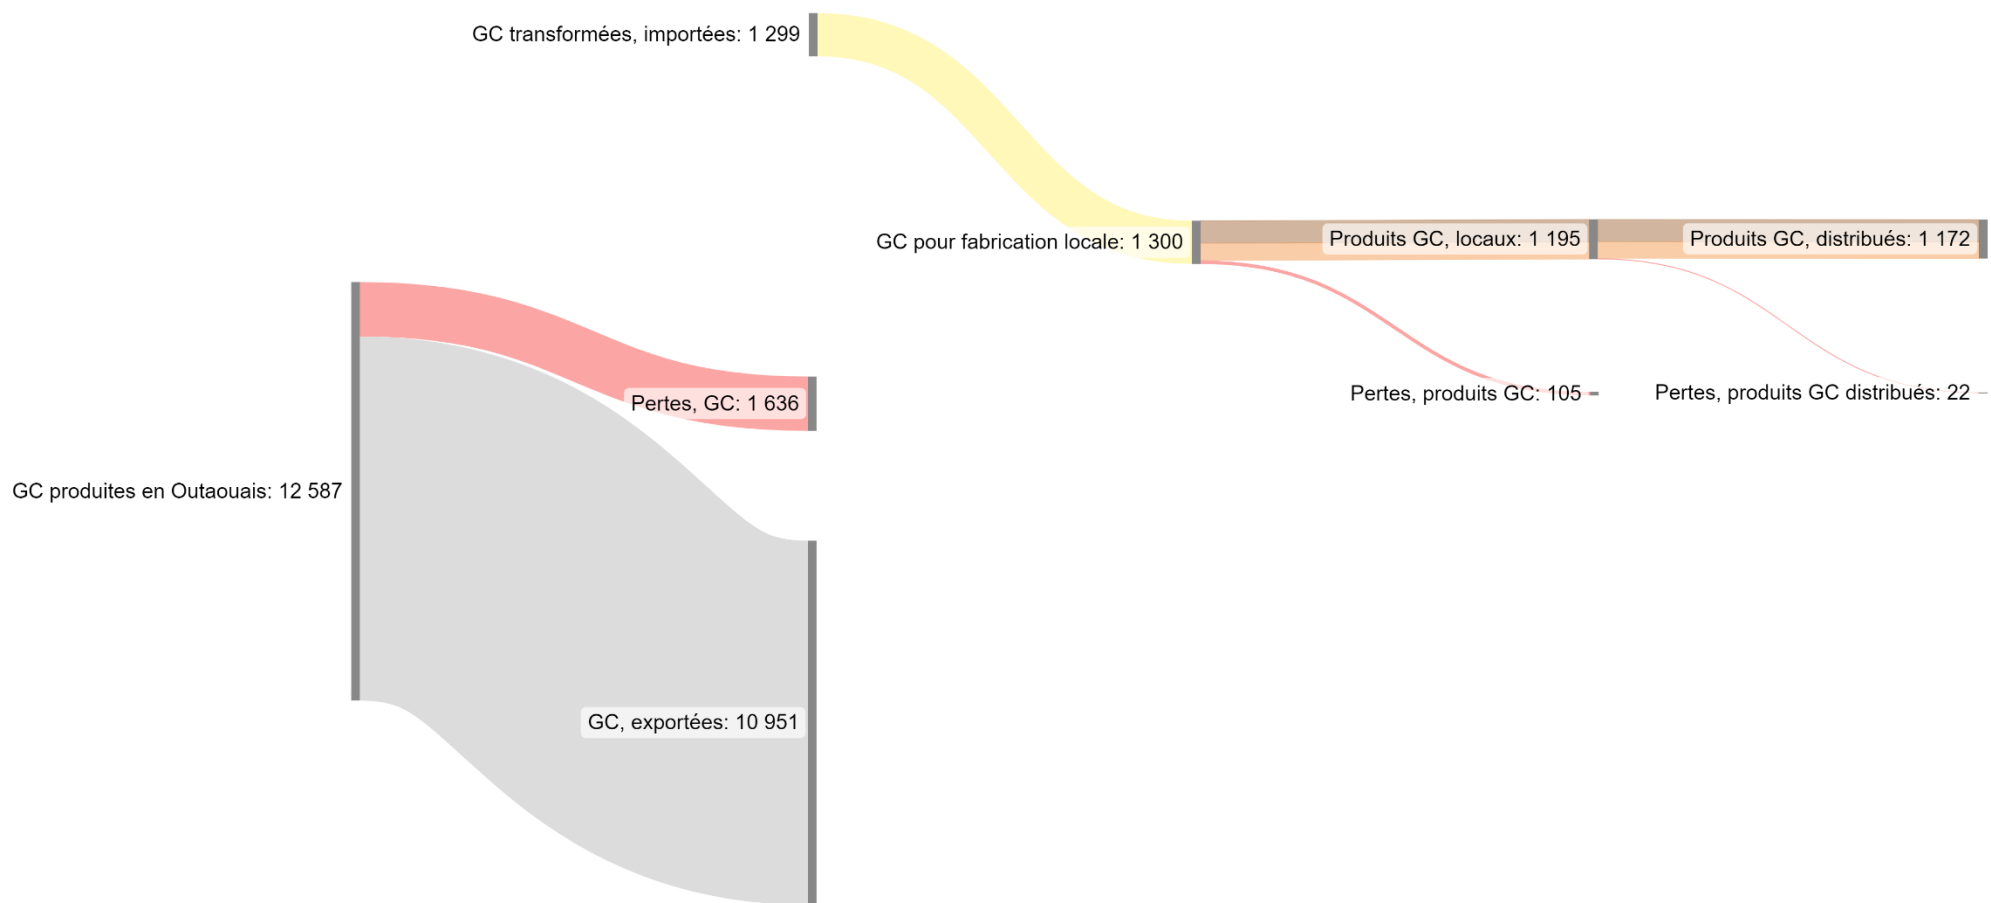 GC transformées, importées: 1 299
GC pour fabrication locale: 1 300
Produits GC, locaux: 1 195
Produits GC, distribués: 1 172
Pertes, GC: 1 636
Pertes, produits GC: 105
Pertes, produits GC distribués: 22
GC produites en Outaouais: 12 587
GC, exportées: 10 951